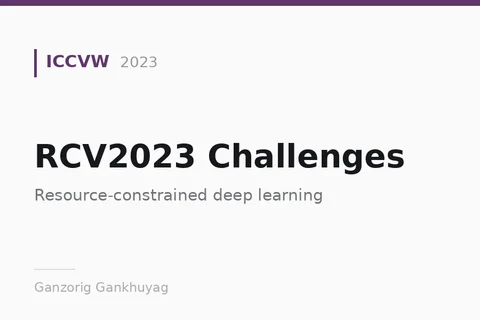 ICCVW 2023
RCV2023 Challenges
Resource-constrained deep learning
Ganzorig Gankhuyag